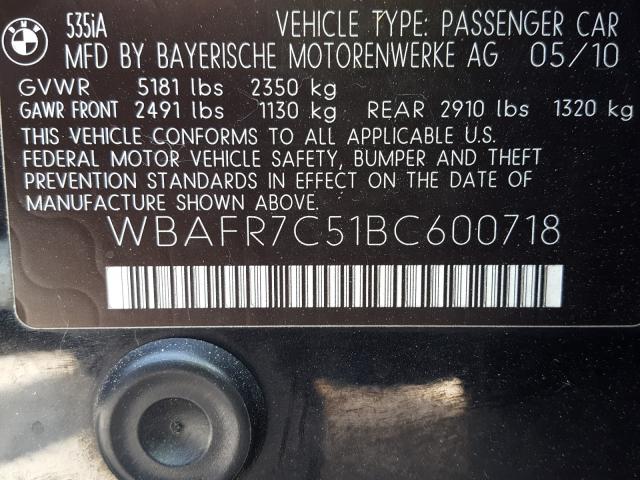 535iA VEHICLE TYPE: PASSENGER CAR
MFD BY BAYERISCHE MOTORENWERKE AG 05/10
GVWR 5181 lbs 2350 kg
GAWR FRONT 2491 lbs 1130 kg REAR 2910 lbs 1320 kg
THIS VEHICLE CONFORMS TO ALL APPLICABLE U.S.
FEDERAL MOTOR VEHICLE SAFETY, BUMPER AND THEFT
PREVENTION STANDARDS IN EFFECT ON THE DATE OF
MANUFACTURE SHOWN ABOVE.
WBAFR7C51BC600718